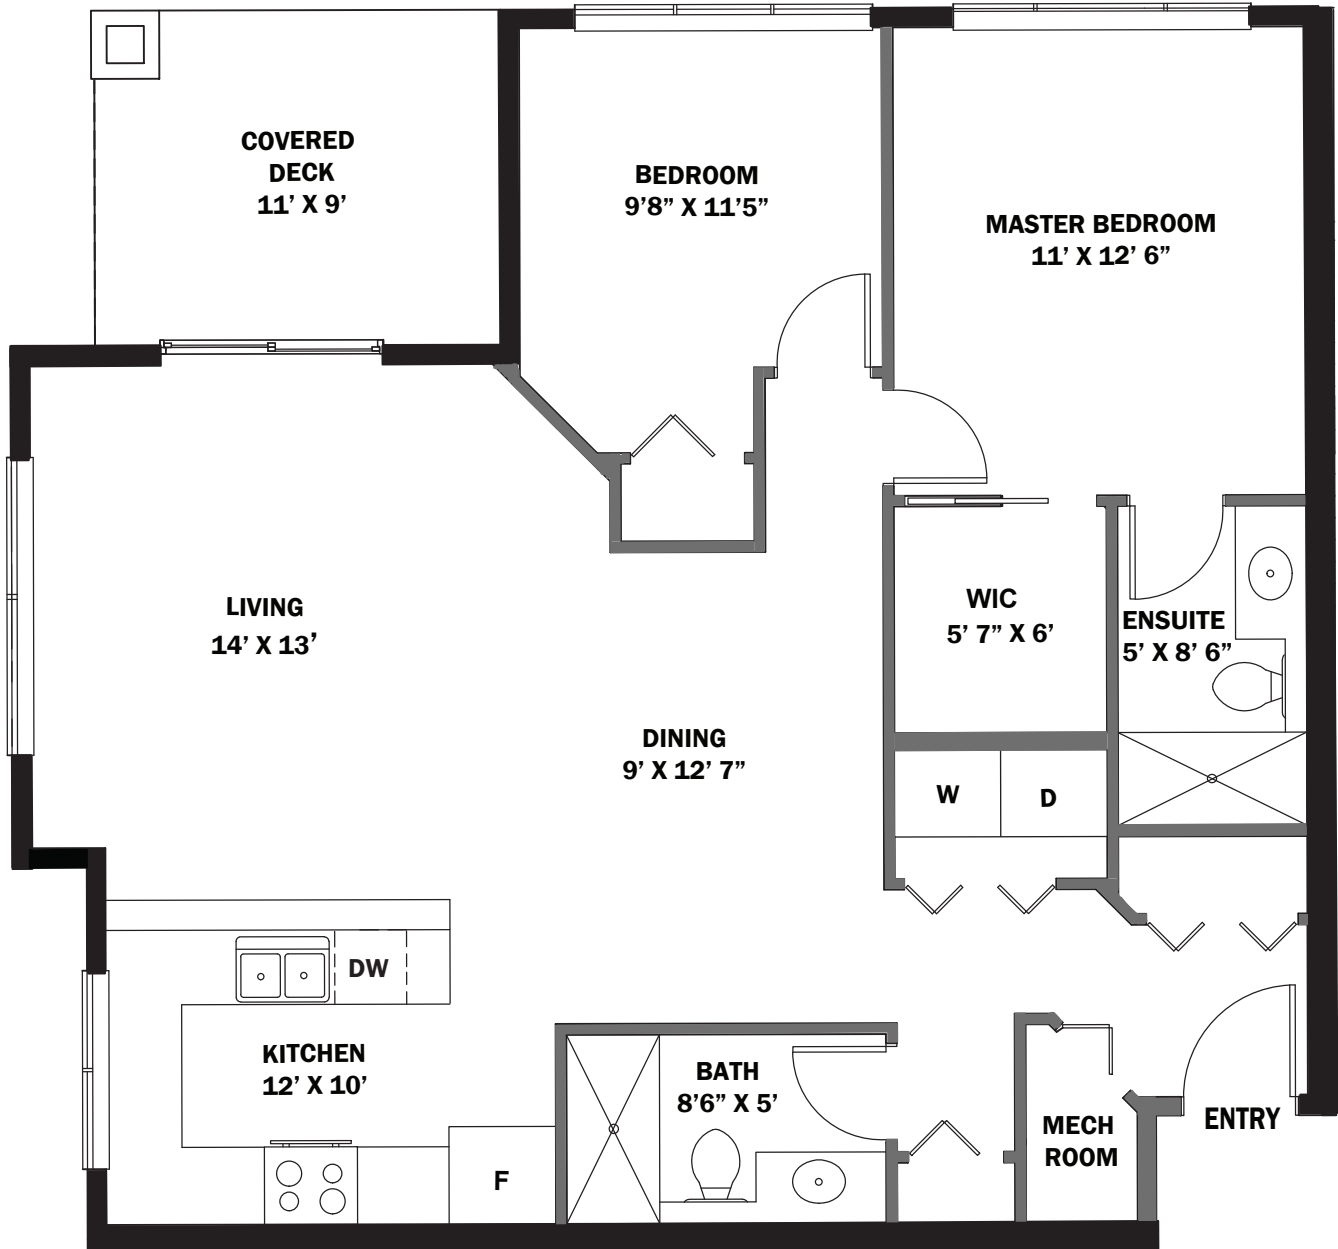 COVERED
DECK
11’ X 9’
BEDROOM
9’8” X 11’5”
MASTER BEDROOM
11’ X 12’ 6”
LIVING
14’ X 13’
WIC
5’ 7” X 6’
ENSUITE
5’ X 8’ 6”
DINING
9’ X 12’ 7”
W
D
DW
KITCHEN
12’ X 10’
BATH
8’6” X 5’
MECH
ROOM
ENTRY
F